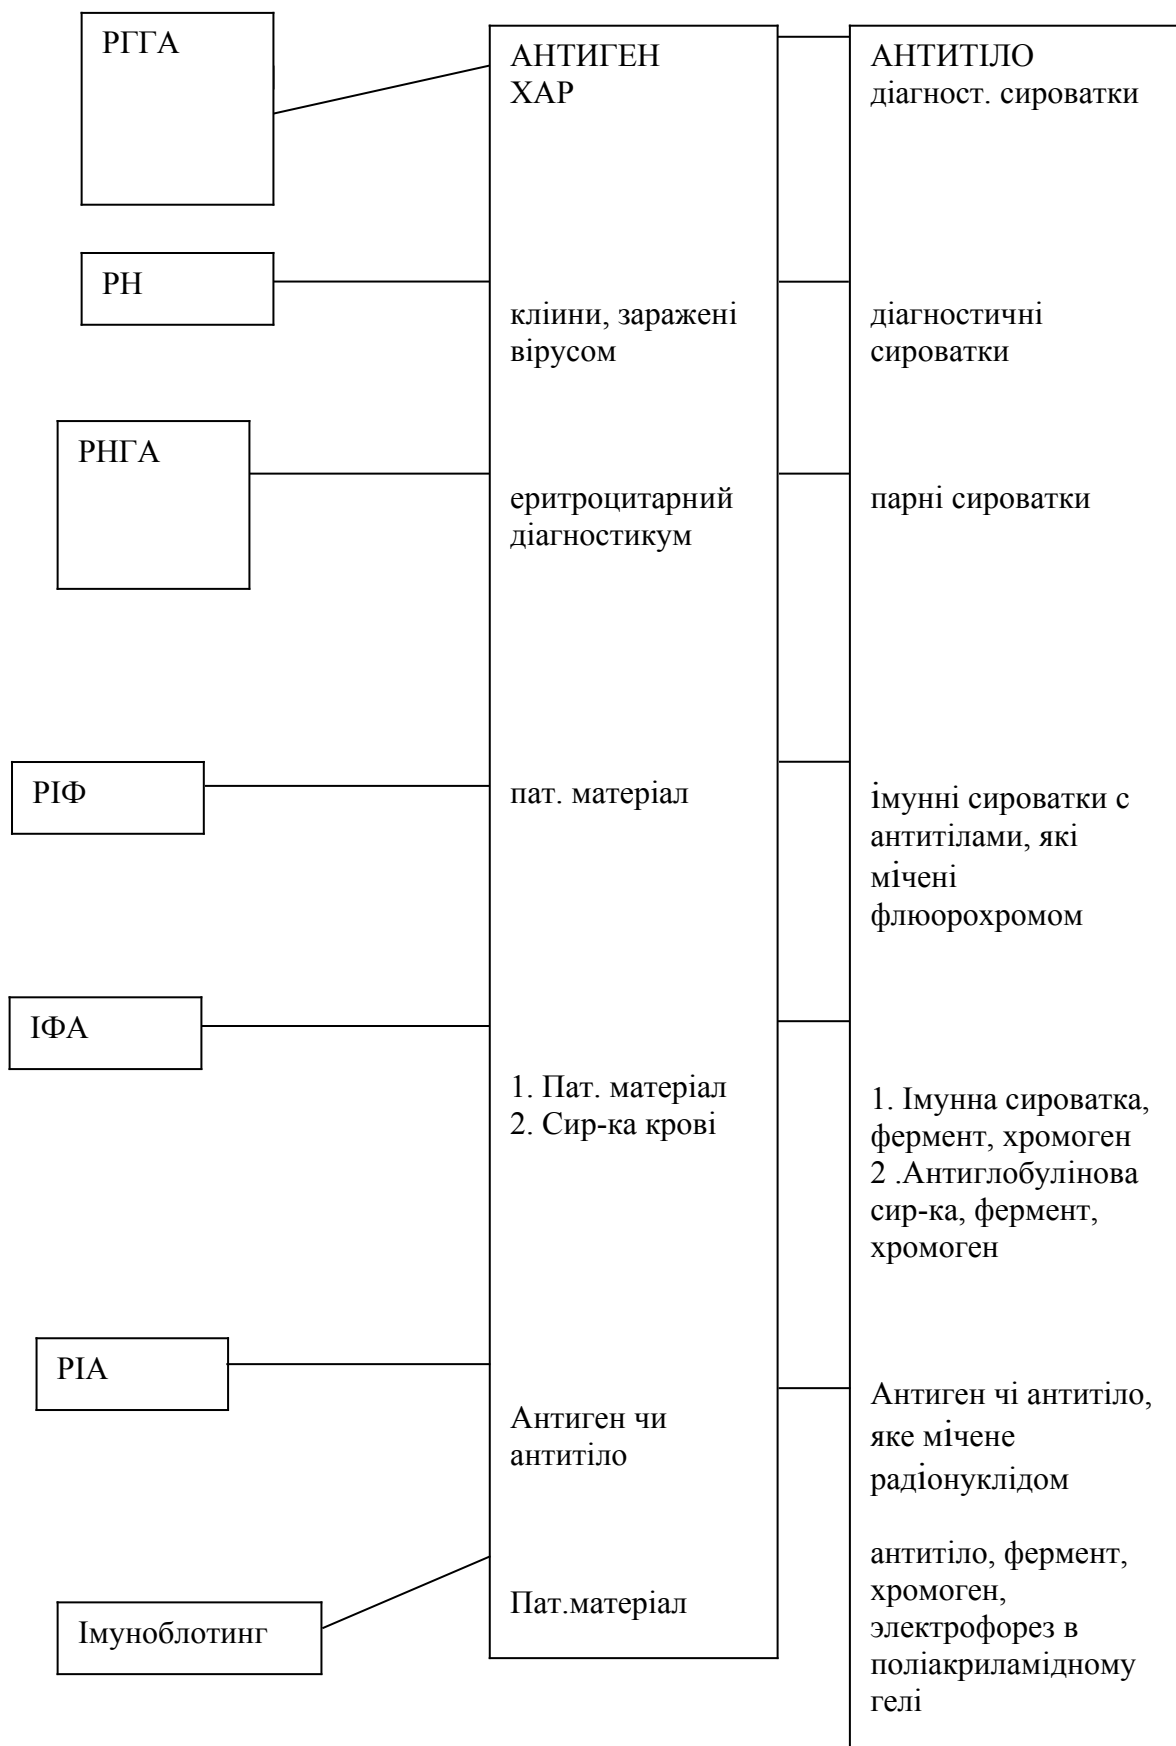 РГГА
АНТИГЕН
ХАР
АНТИТІЛО
діагност. сироватки
РН
кліини, заражені
вірусом
діагностичні
сироватки
РНГА
еритроцитарний
діагностикум
парні сироватки
РІФ
пат. матеріал
імунні сироватки с
антитілами, які
мічені
флюорохромом
ІФА
1. Пат. матеріал
2. Сир-ка крові
1. Імунна сироватка,
фермент, хромоген
2 .Антиглобулінова
сир-ка, фермент,
хромоген
РІА
Антиген чи
антитіло
Антиген чі антитіло,
яке мічене
радіонуклідом
Імуноблотинг
Пат.матеріал
антитіло, фермент,
хромоген,
электрофорез в
поліакриламідному
гелі